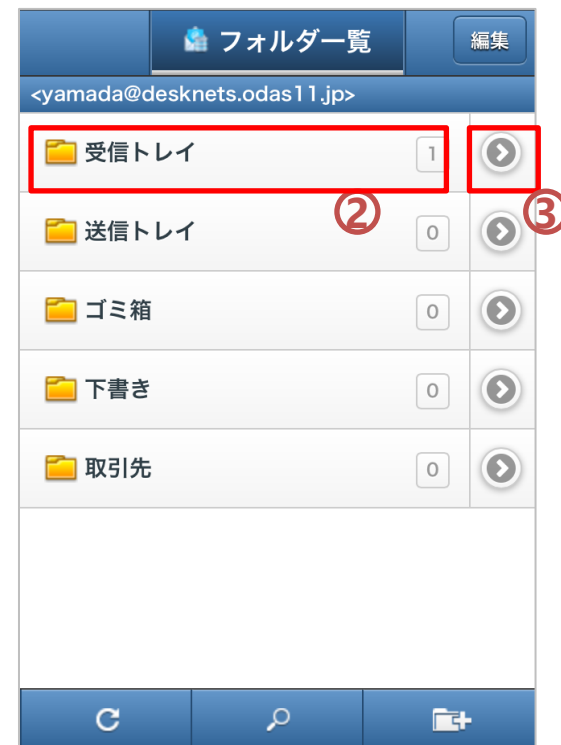 フォルダー覧 編集
<yamada@desknets.odas11.jp>
受信トレイ 1
② ③
送信トレイ 0
ゴミ箱 0
下書き 0
取引先 0